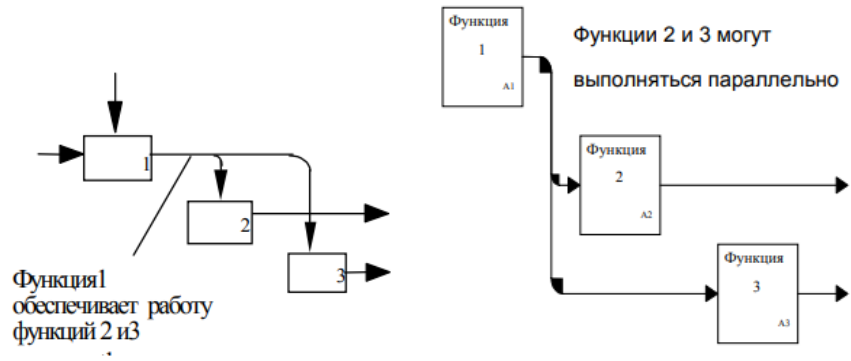 1
2
3
Функция1
обеспечивает работу
функций 2 и3
Функция
1
A1
Функции 2 и 3 могут
выполняться параллельно
Функция
2
A2
Функция
3
A3